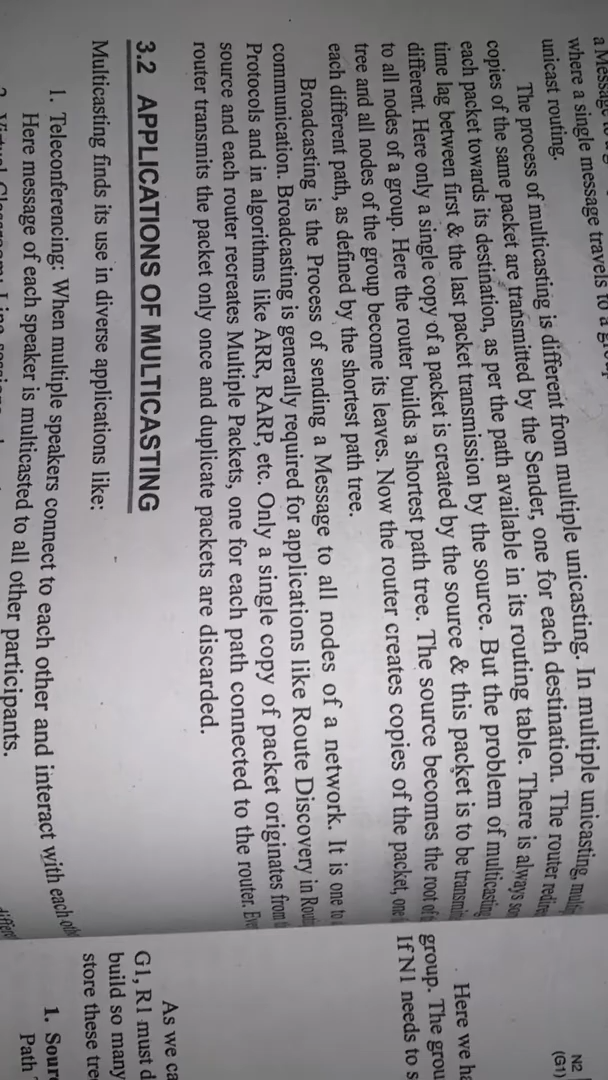 a Message
where a single message travels to a
unicast routing.
The process of multicasting is different from multiple unicasting. In multiple unicasting,
copies of the same packet are transmitted by the Sender, one for each destination. The router
each packet towards its destination, as per the path available in its routing table. There is always
time lag between first & the last packet transmission by the source. But the problem of multicasting
different. Here only a single copy of a packet is created by the source & this packet is to be
to all nodes of a group. Here the router builds a shortest path tree. The source becomes the root of
tree and all nodes of the group become its leaves. Now the router creates copies of the packet, one
each different path, as defined by the shortest path tree.
Broadcasting is the Process of sending a Message to all nodes of a network. It is one to
communication. Broadcasting is generally required for applications like Route Discovery in
Protocols and in algorithms like ARR, RARP, etc. Only a single copy of packet originates from
source and each router recreates Multiple Packets, one for each path connected to the router.
router transmits the packet only once and duplicate packets are discarded.
3.2 APPLICATIONS OF MULTICASTING
Multicasting finds its use in diverse applications like:
1. Teleconferencing: When multiple speakers connect to each other and interact with each
Here message of each speaker is multicasted to all other participants.
2. Virtual Classroom:
N2
(G1)
Here we
group. The
If N1 needs to
As we
G1, R1 must
build so many
store these
1.
Path